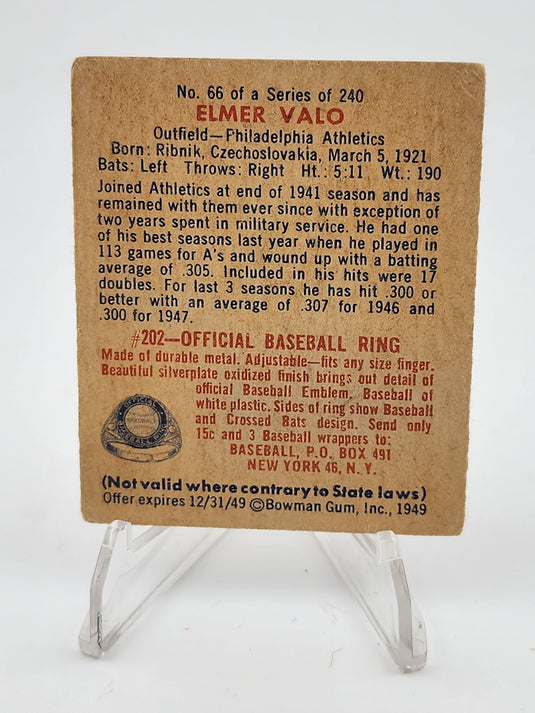 No. 66 of a Series of 240
ELMER VALO
Outfield—Philadelphia Athletics
Born: Ribnik, Czechoslovakia, March 5, 1921
Bats: Left Throws: Right Ht.: 5:11 Wt.: 190
Joined Athletics at end of 1941 season and has
remained with them ever since with exception of
two years spent in military service. He had one
of his best seasons last year when he played in
113 games for A's and wound up with a batting
average of .305. Included in his hits were 17
doubles. For last 3 seasons he has hit .300 or
better with an average of .307 for 1946 and
.300 for 1947.
#202—OFFICIAL BASEBALL RING
Made of durable metal. Adjustable—fits any size finger.
Beautiful silverplate oxidized finish brings out detail of
official Baseball Emblem. Baseball of
white plastic. Sides of ring show Baseball
and Crossed Bats design. Send only
15c and 3 Baseball wrappers to:
BASEBALL, P.O. BOX 491
NEW YORK 46, N. Y.
OFFICIAL
BASEBALL RING
(Not valid where contrary to State laws)
Offer expires 12/31/49 ©Bowman Gum, Inc., 1949